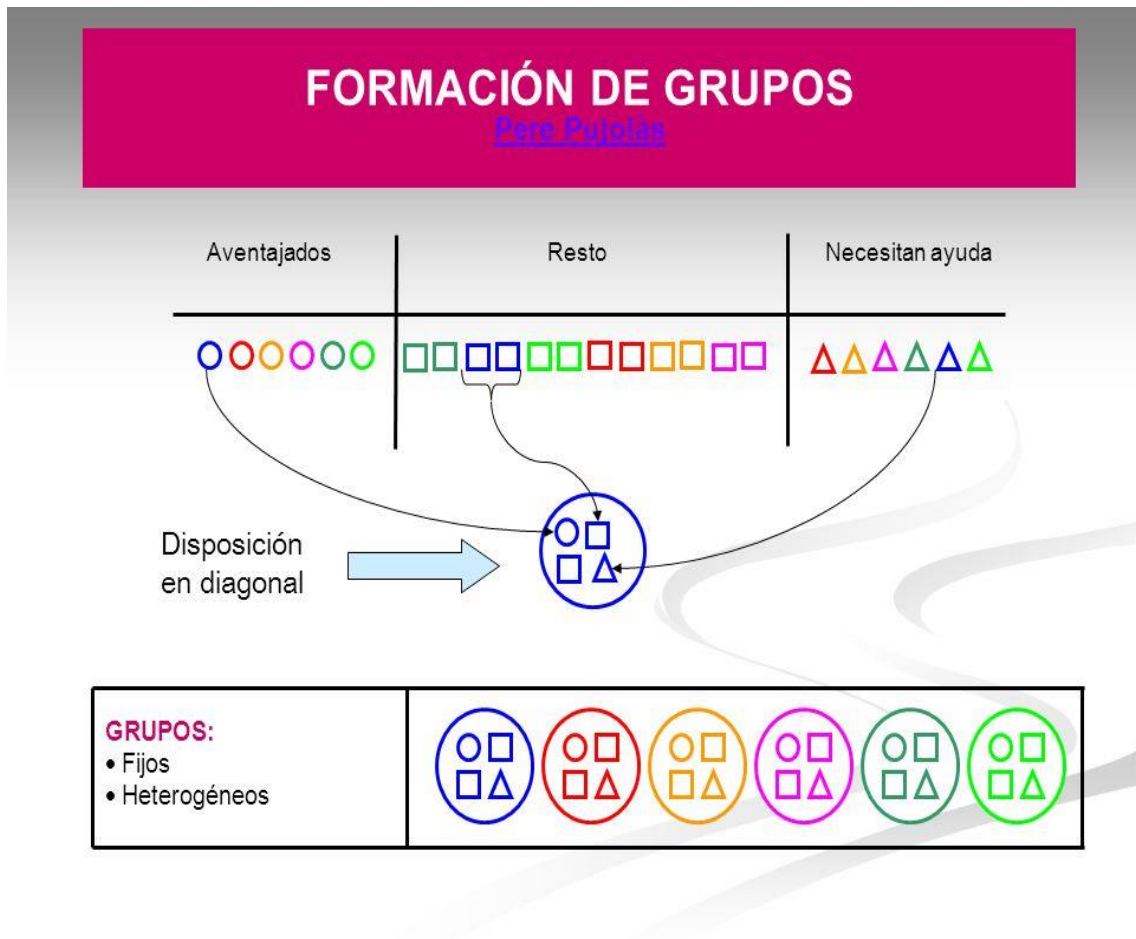 FORMACIÓN DE GRUPOS
Pere Pujolàs
Aventajados
Resto
Necesitan ayuda
Disposición
en diagonal
GRUPOS:
• Fijos
• Heterogéneos